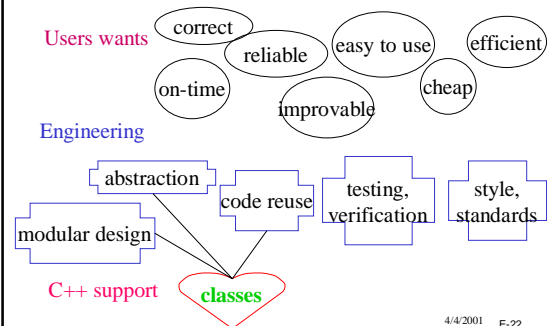 Users wants
correct
reliable
easy to use
efficient
on-time
improvable
cheap
Engineering
abstraction
code reuse
testing,
verification
style,
standards
modular design
C++ support
classes
4/4/2001 E-22